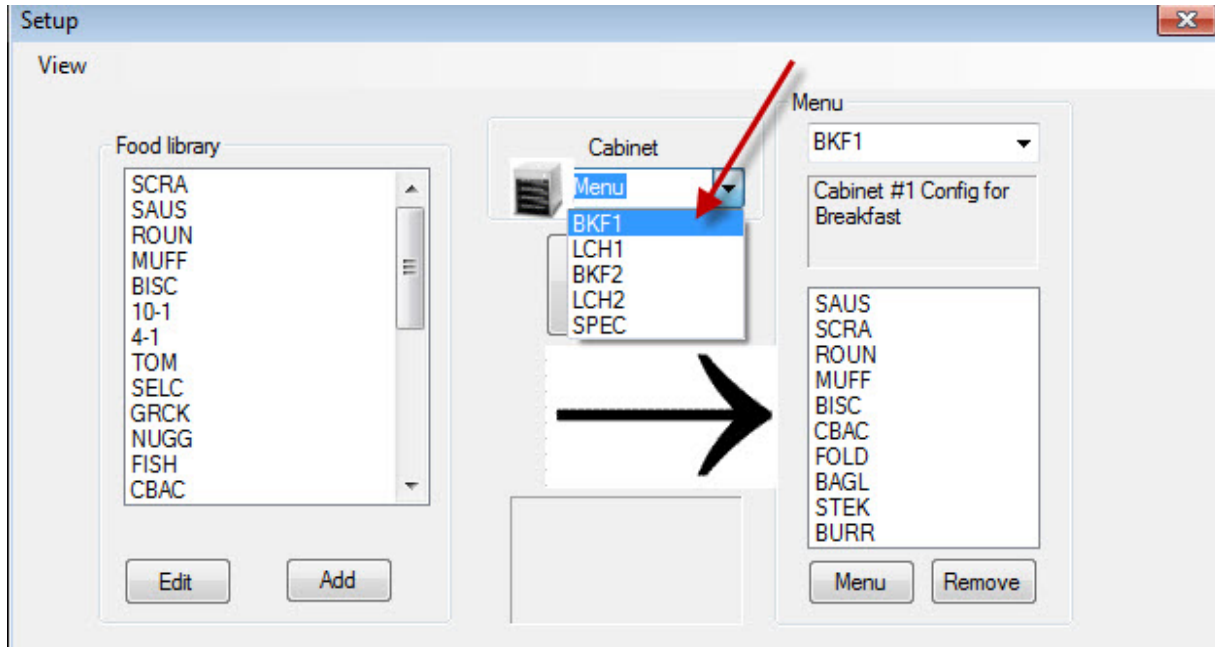 Setup
View
Food library
SCRA
SAUS
ROUN
MUFF
BISC
10-1
4-1
TOM
SELC
GRCK
NUGG
FISH
CBAC
Edit
Add
Cabinet
Menu
BKF1
LCH1
BKF2
LCH2
SPEC
Menu
BKF1
Cabinet #1 Config for
Breakfast
SAUS
SCRA
ROUN
MUFF
BISC
CBAC
FOLD
BAGL
STEK
BURR
Menu
Remove